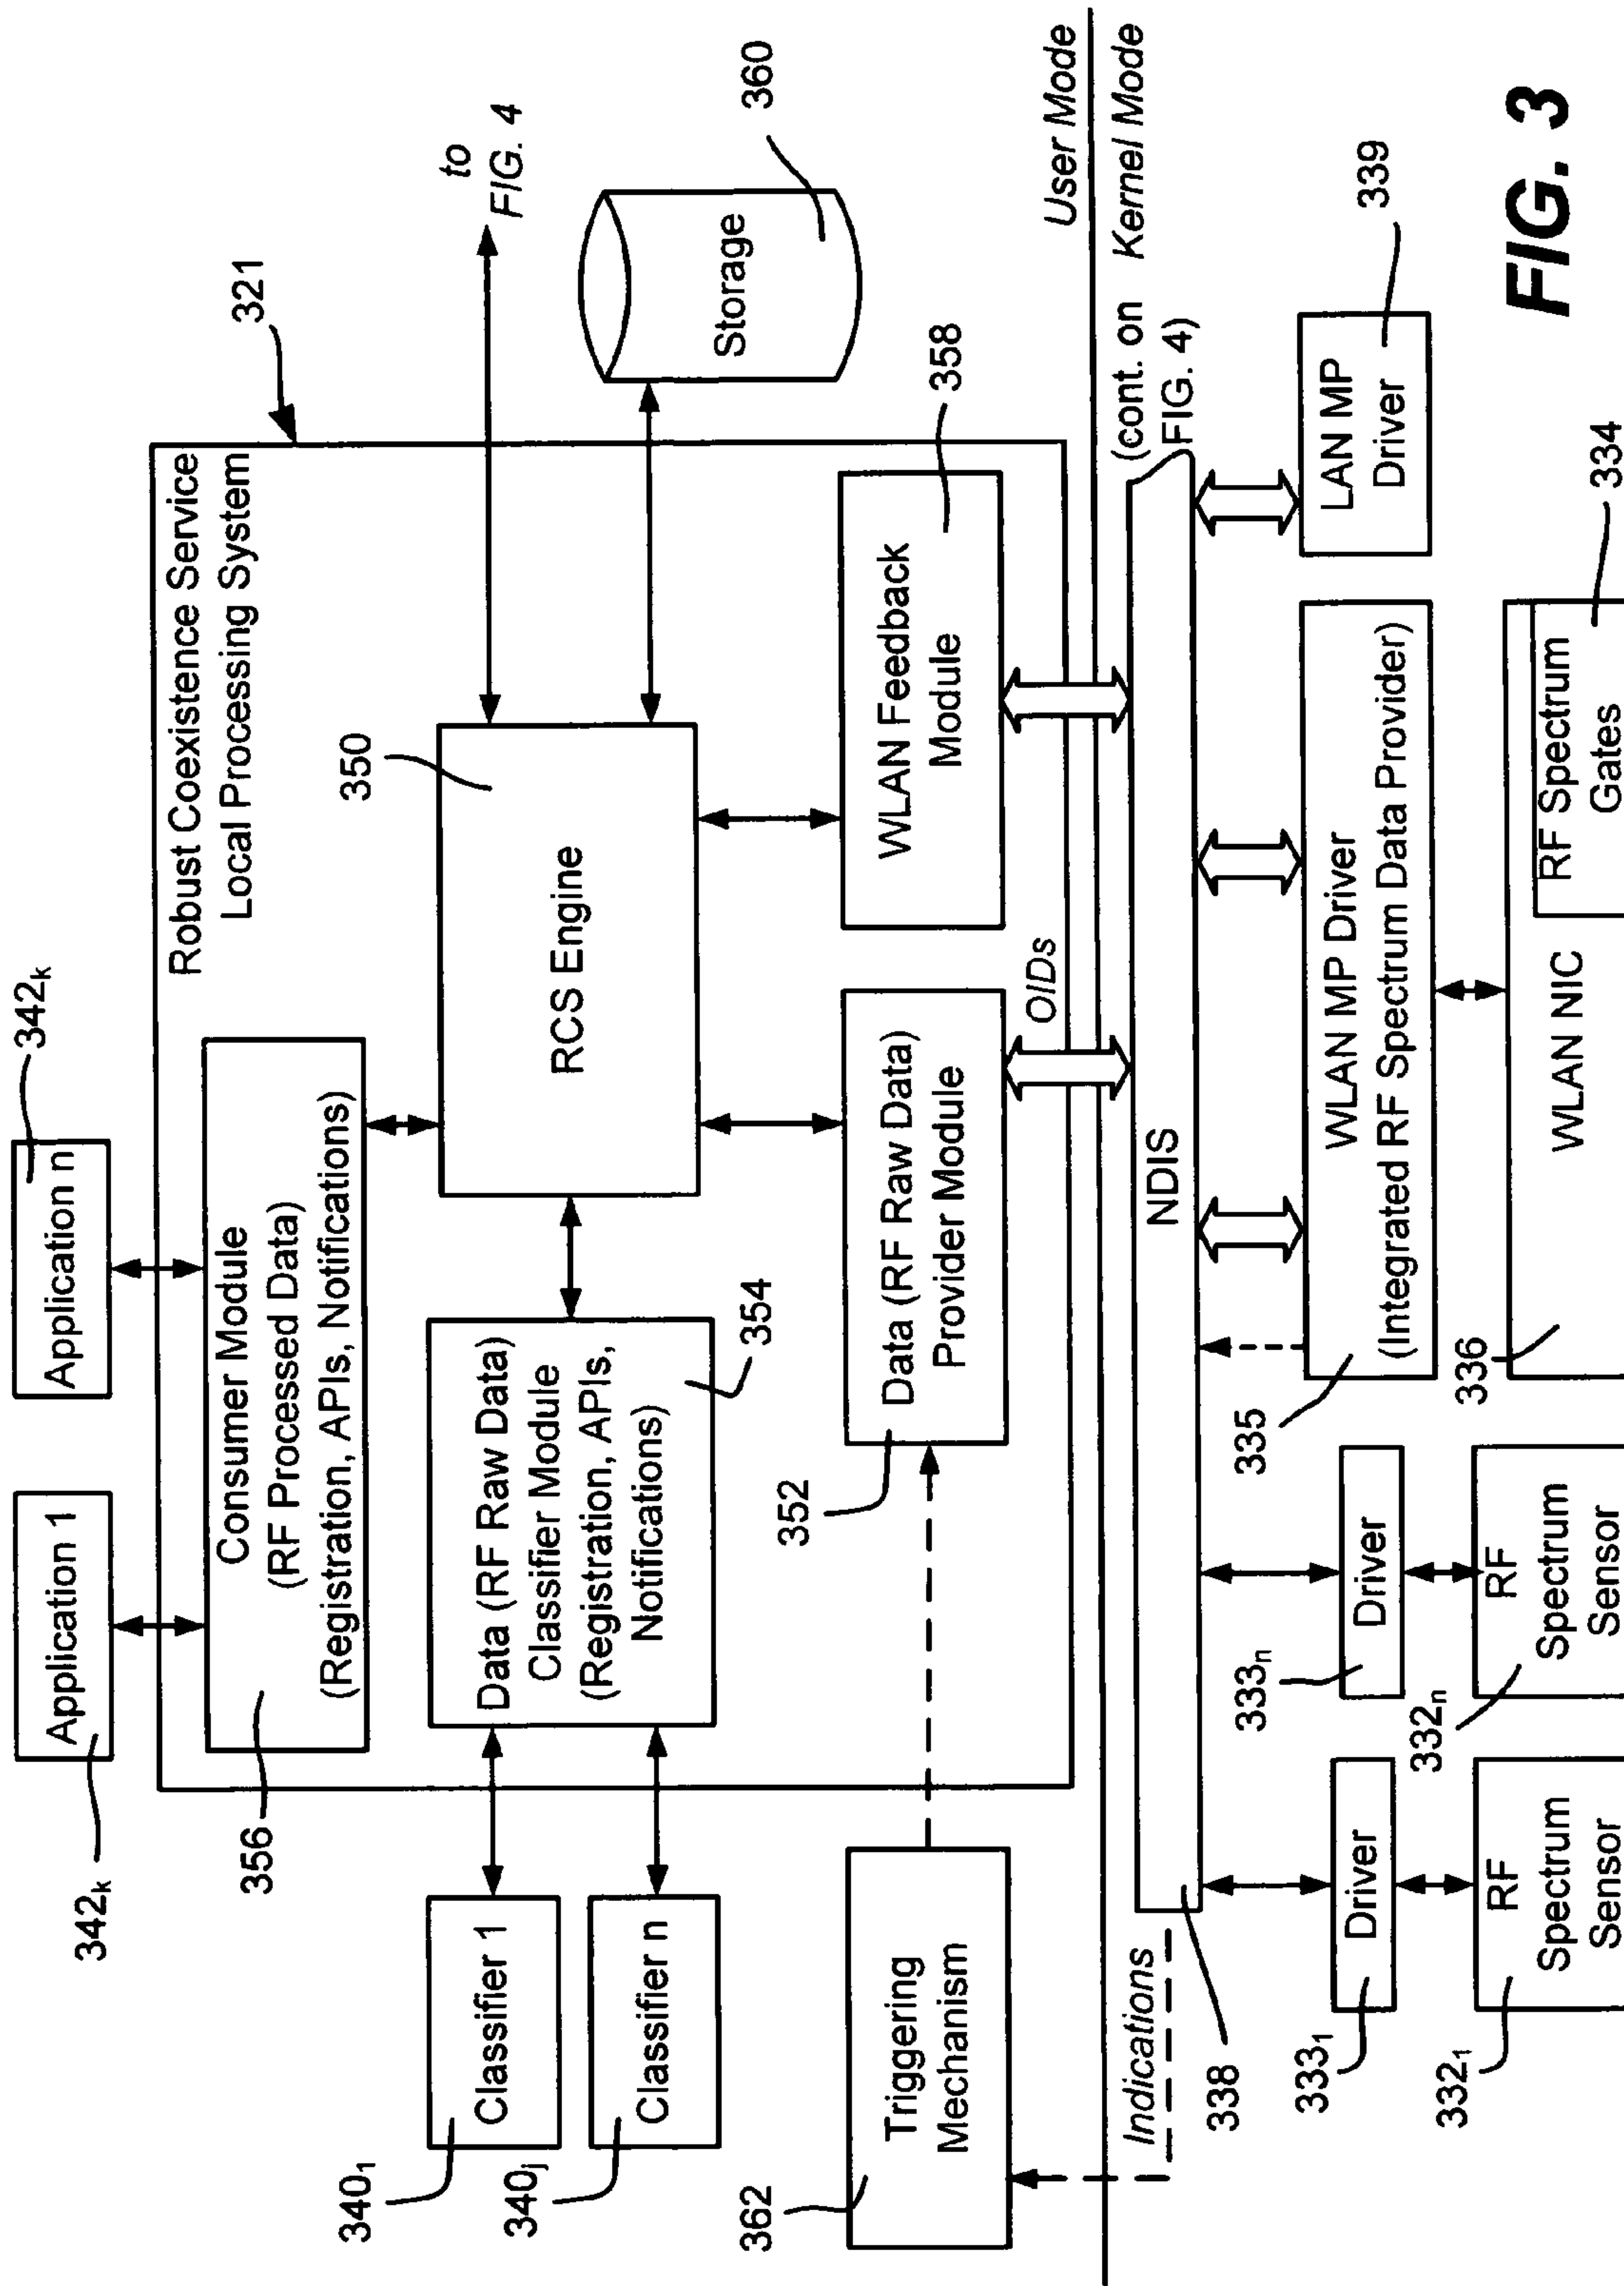 Application 1
342k
Application n
342k
321
Robust Coexistence Service
Local Processing System
Consumer Module
(RF Processed Data)
(Registration, APIs, Notifications)
356
to
FIG. 4
350
RCS Engine
Classifier 1
3401
Classifier n
340j
Data (RF Raw Data)
Classifier Module
(Registration, APIs,
Notifications)
354
Storage
360
Triggering
Mechanism
362
352
Data (RF Raw Data)
Provider Module
WLAN Feedback
Module
358
OIDs
User Mode
Kernel Mode
Indications
338
NDIS
(cont. on
FIG. 4)
3331
Driver
333n
Driver
335
WLAN MP Driver
(Integrated RF Spectrum Data Provider)
LAN MP
Driver
339
3321
RF
Spectrum
Sensor
332n
RF
Spectrum
Sensor
336
WLAN NIC
RF Spectrum
Gates
334
FIG. 3